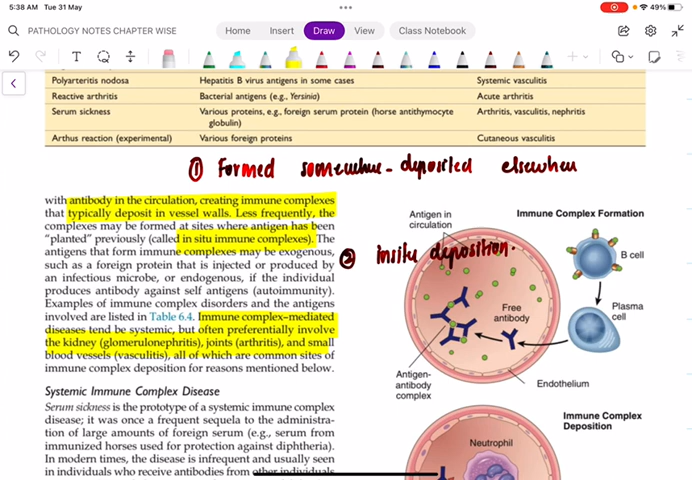 5:38 AM Tue 31 May
49%
PATHOLOGY NOTES CHAPTER WISE
Home Insert Draw View Class Notebook
Polyarteritis nodosa Hepatitis B virus antigens in some cases Systemic vasculitis
Reactive arthritis Bacterial antigens (e.g., Yersinia) Acute arthritis
Serum sickness Various proteins, e.g., foreign serum protein (horse antithymocyte globulin) Arthritis, vasculitis, nephritis
Arthus reaction (experimental) Various foreign proteins Cutaneous vasculitis
① Formed somewhere - deposited elsewhere
with antibody in the circulation, creating immune complexes
that typically deposit in vessel walls. Less frequently, the
complexes may be formed at sites where antigen has been
"planted" previously (called in situ immune complexes). The
antigens that form immune complexes may be exogenous,
such as a foreign protein that is injected or produced by
an infectious microbe, or endogenous, if the individual
produces antibody against self antigens (autoimmunity).
Examples of immune complex disorders and the antigens
involved are listed in Table 6.4. Immune complex–mediated
diseases tend be systemic, but often preferentially involve
the kidney (glomerulonephritis), joints (arthritis), and small
blood vessels (vasculitis), all of which are common sites of
immune complex deposition for reasons mentioned below.
Systemic Immune Complex Disease
Serum sickness is the prototype of a systemic immune complex
disease; it was once a frequent sequela to the administra-
tion of large amounts of foreign serum (e.g., serum from
immunized horses used for protection against diphtheria).
In modern times, the disease is infrequent and usually seen
in individuals who receive antibodies from other individuals
② insitu deposition.
Antigen in
circulation
Immune Complex Formation
B cell
Free
antibody
Plasma
cell
Antigen-
antibody
complex
Endothelium
Immune Complex
Deposition
Neutrophil